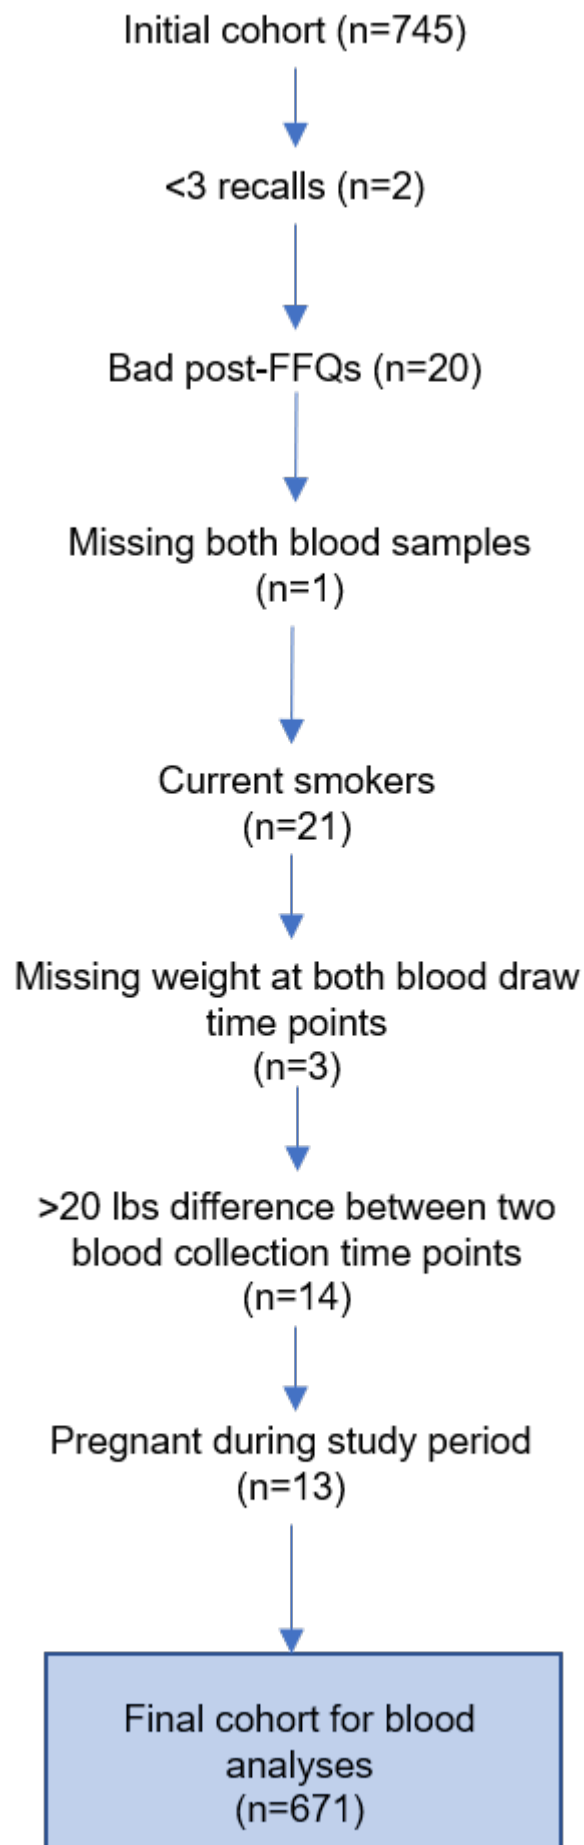 Initial cohort (n=745)
<3 recalls (n=2)
Bad post-FFQs (n=20)
Missing both blood samples
(n=1)
Current smokers
(n=21)
Missing weight at both blood draw
time points
(n=3)
>20 lbs difference between two
blood collection time points
(n=14)
Pregnant during study period
(n=13)
Final cohort for blood
analyses
(n=671)